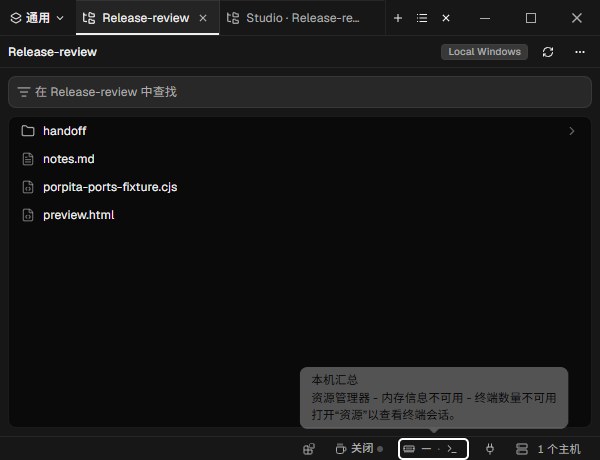 通用
Release-review
Studio · Release-re...
Release-review
Local Windows
在 Release-review 中查找
handoff
notes.md
porpita-ports-fixture.cjs
preview.html
本机汇总
资源管理器 - 内存信息不可用 - 终端数量不可用
打开“资源”以查看终端会话。
关闭
— ·
1 个主机